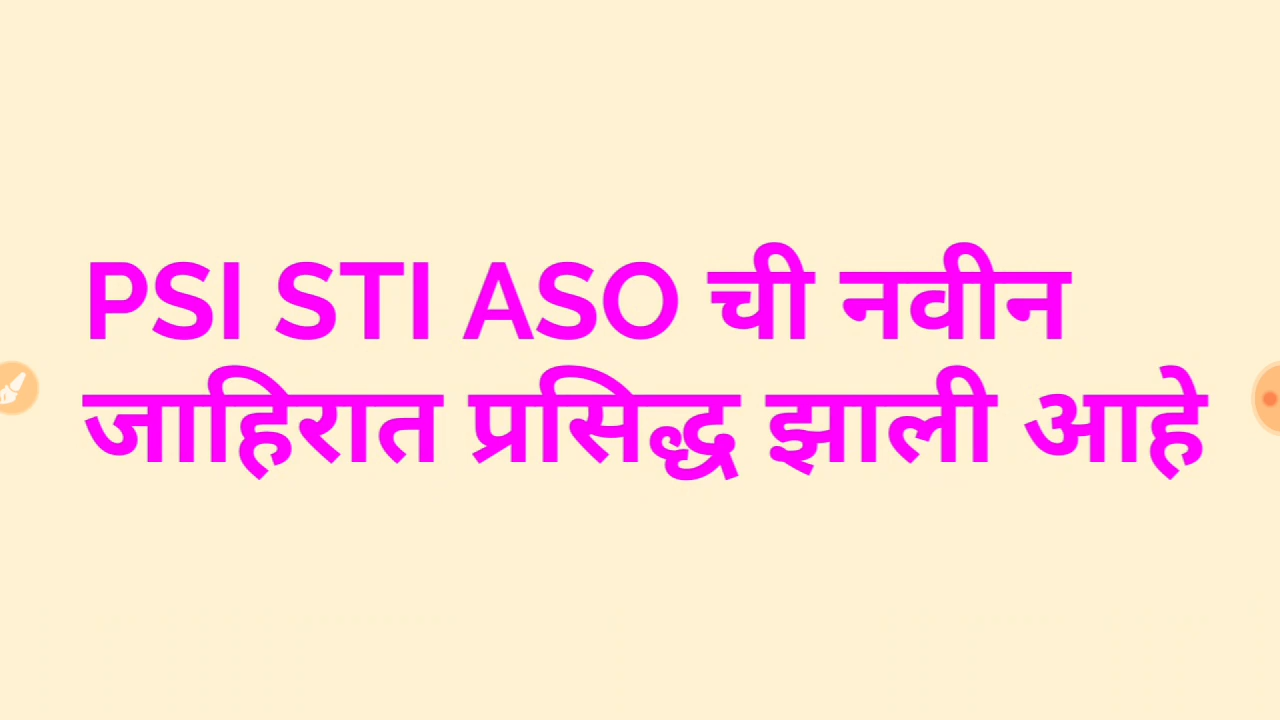 PSI STI ASO ची नवीन
जाहिरात प्रसिद्ध झाली आहे